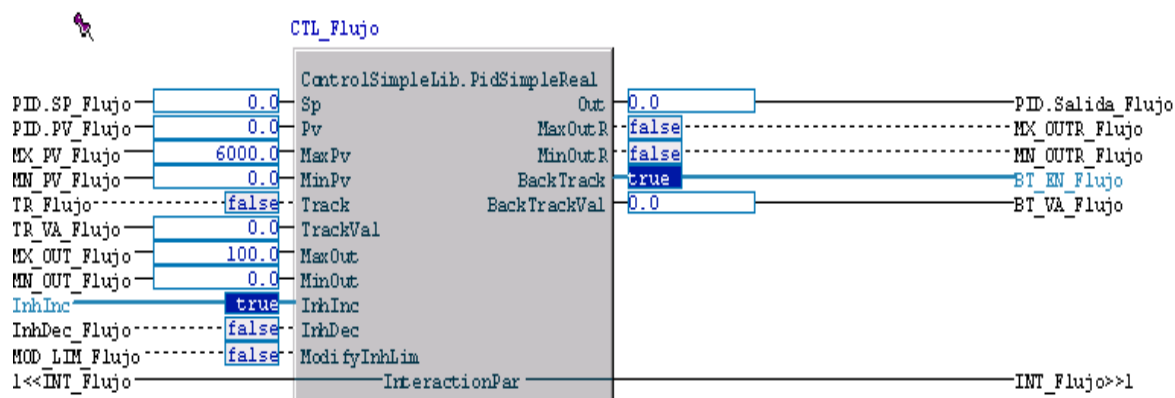 CTL_Flujo
ControlSimpleLib.PidSimpleReal
PID.SP_Flujo 0.0 Sp Out 0.0 PID.Salida_Flujo
PID.PV_Flujo 0.0 Pv MaxOutR false MX_OUTR_Flujo
MX_PV_Flujo 6000.0 MaxPv MinOutR false MN_OUTR_Flujo
MN_PV_Flujo 0.0 MinPv BackTrack true BT_EN_Flujo
TR_Flujo false Track BackTrackVal 0.0 BT_VA_Flujo
TR_VA_Flujo 0.0 TrackVal
MX_OUT_Flujo 100.0 MaxOut
MN_OUT_Flujo 0.0 MinOut
InhInc true InhInc
InhDec_Flujo false InhDec
MOD_LIM_Flujo false ModifyInhLim
1<<INT_Flujo InteractionPar INT_Flujo>>1